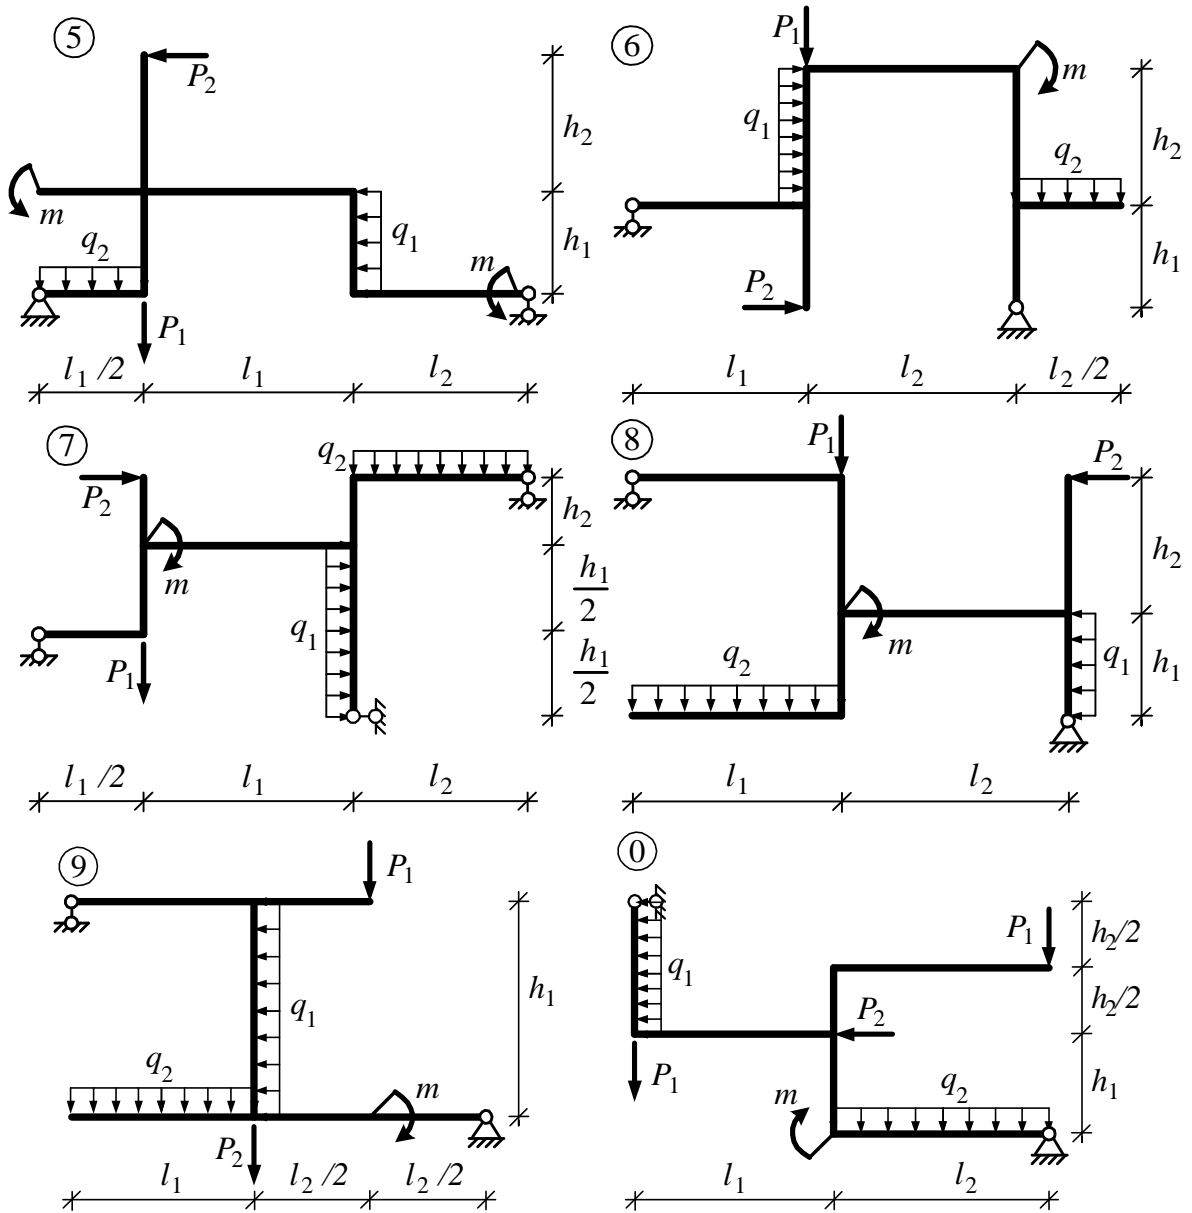 5
P₂
h₂
m
q₂
q₁
m
h₁
P₁
l₁/2
l₁
l₂
6
P₁
m
q₁
q₂
h₂
P₂
h₁
l₁
l₂
l₂/2
7
q₂
P₂
h₂
m
h₁/2
q₁
P₁
h₁/2
l₁/2
l₁
l₂
8
P₁
P₂
h₂
m
q₂
q₁
h₁
l₁
l₂
9
P₁
h₁
q₁
q₂
m
P₂
l₁
l₂/2
l₂/2
0
P₁
h₂/2
q₁
h₂/2
P₂
P₁
m
q₂
h₁
l₁
l₂